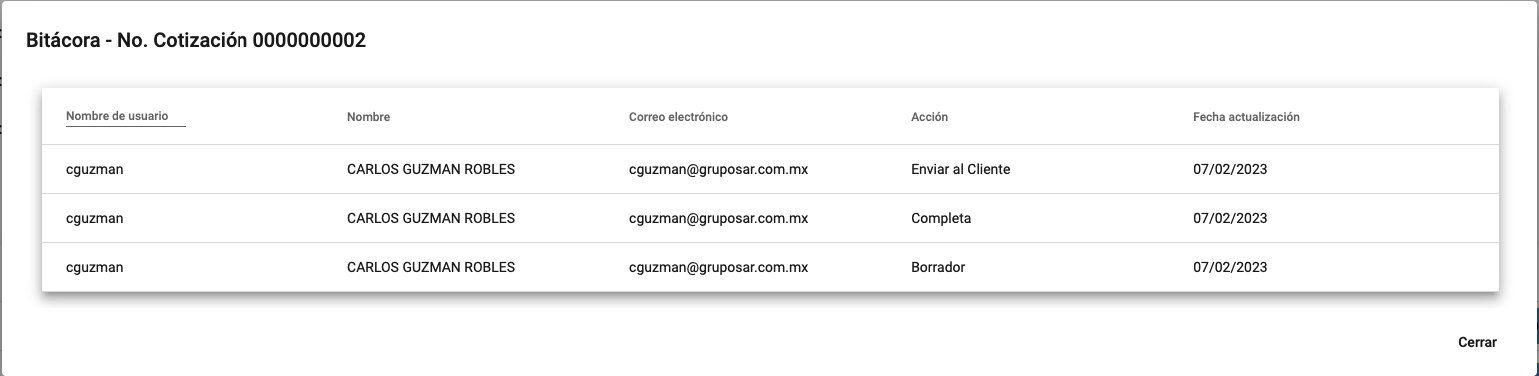 Bitácora - No. Cotización 0000000002
Nombre de usuario Nombre Correo electrónico Acción Fecha actualización
cguzman CARLOS GUZMAN ROBLES cguzman@gruposar.com.mx Enviar al Cliente 07/02/2023
cguzman CARLOS GUZMAN ROBLES cguzman@gruposar.com.mx Completa 07/02/2023
cguzman CARLOS GUZMAN ROBLES cguzman@gruposar.com.mx Borrador 07/02/2023
Cerrar